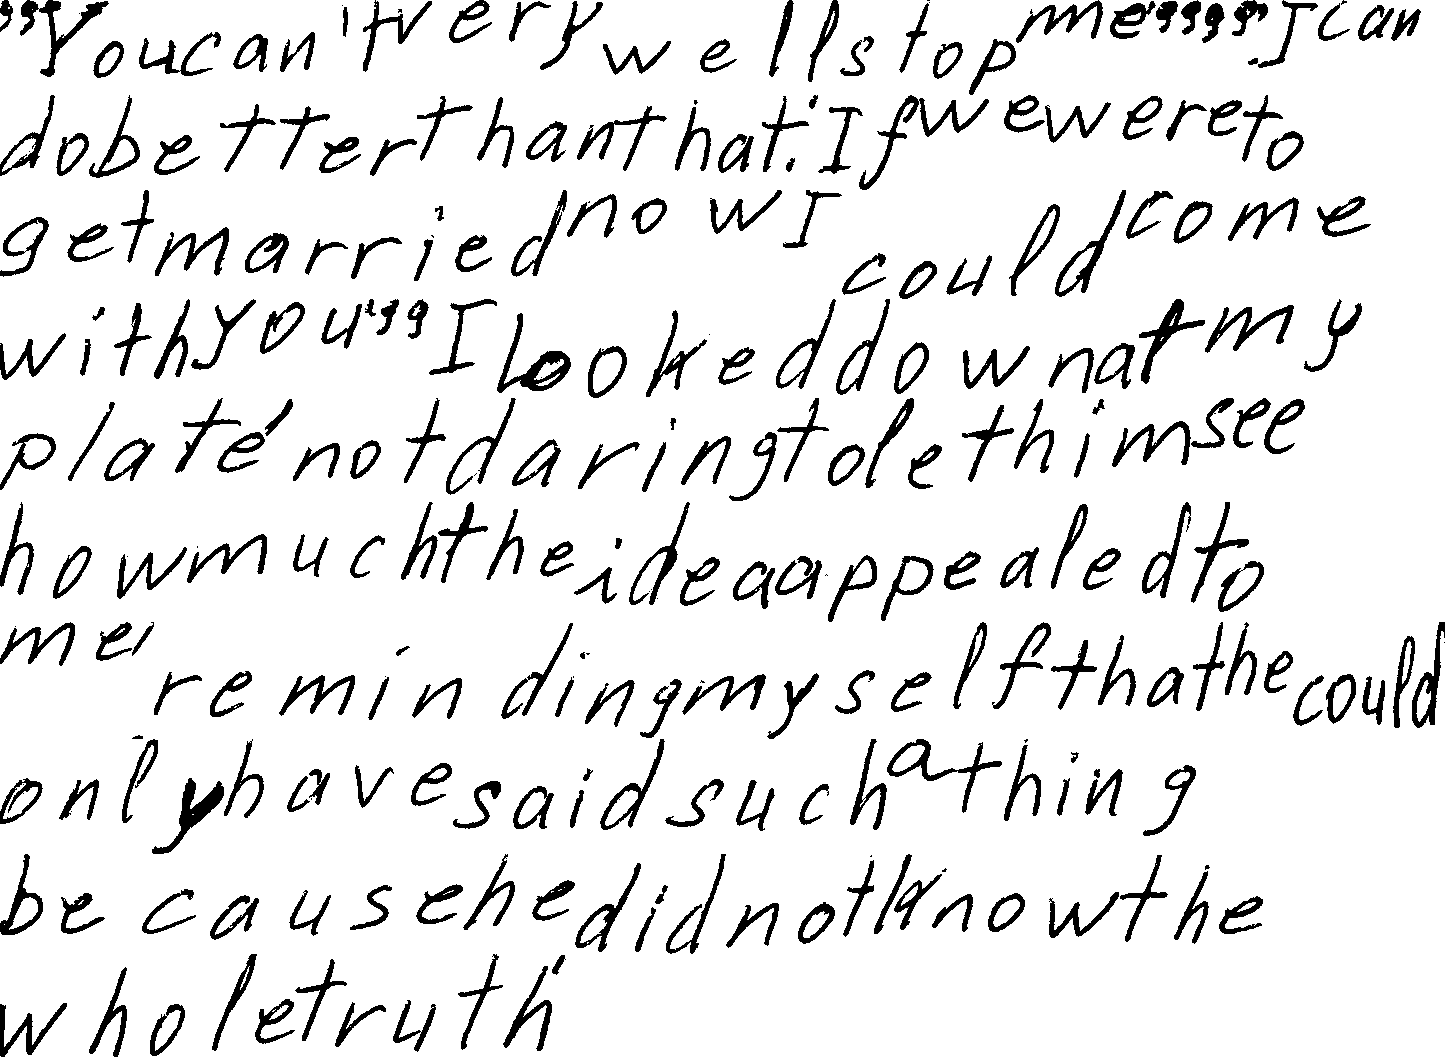 "You can't very well stop me" "I can
do better than that. If we were to
get married now I could come
with you" I looked down at my
plate, not daring to let him see
how much the idea appealed to
me, reminding myself that he could
only have said such a thing
because he did not know the
whole truth.